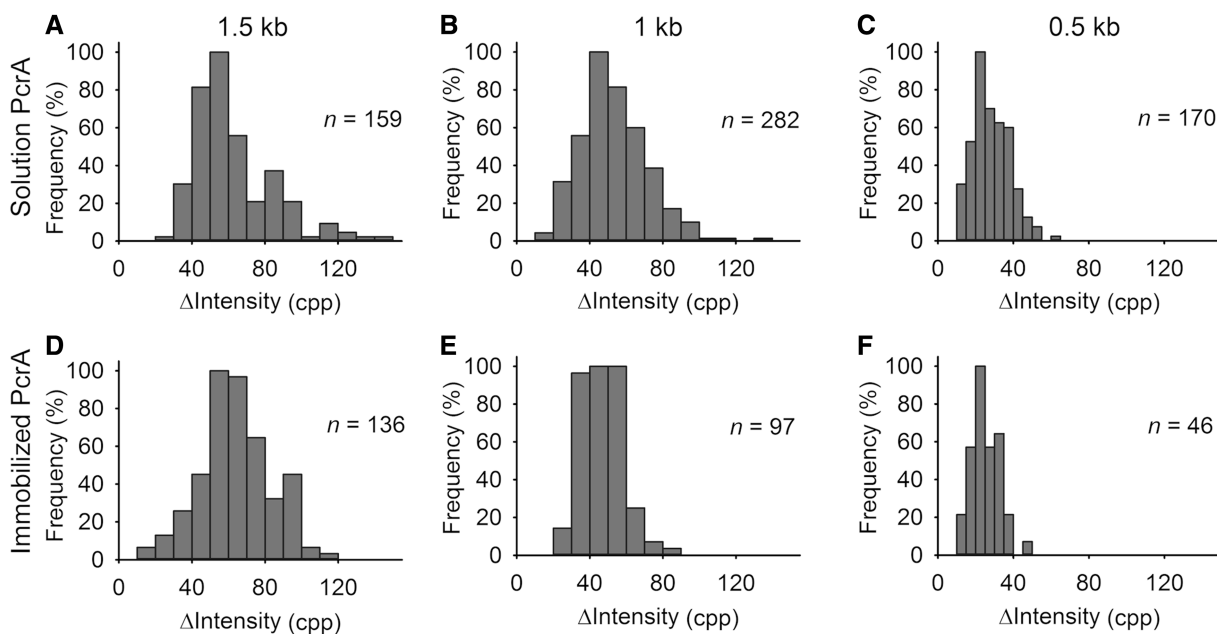 A
1.5 kb
B
1 kb
C
0.5 kb
Solution PcrA
Frequency (%)
100
80
60
40
20
0
n = 159
0 40 80 120
ΔIntensity (cpp)
Frequency (%)
100
80
60
40
20
0
n = 282
0 40 80 120
ΔIntensity (cpp)
Frequency (%)
100
80
60
40
20
0
n = 170
0 40 80 120
ΔIntensity (cpp)
D
E
F
Immobilized PcrA
Frequency (%)
100
80
60
40
20
0
n = 136
0 40 80 120
ΔIntensity (cpp)
Frequency (%)
100
80
60
40
20
0
n = 97
0 40 80 120
ΔIntensity (cpp)
Frequency (%)
100
80
60
40
20
0
n = 46
0 40 80 120
ΔIntensity (cpp)